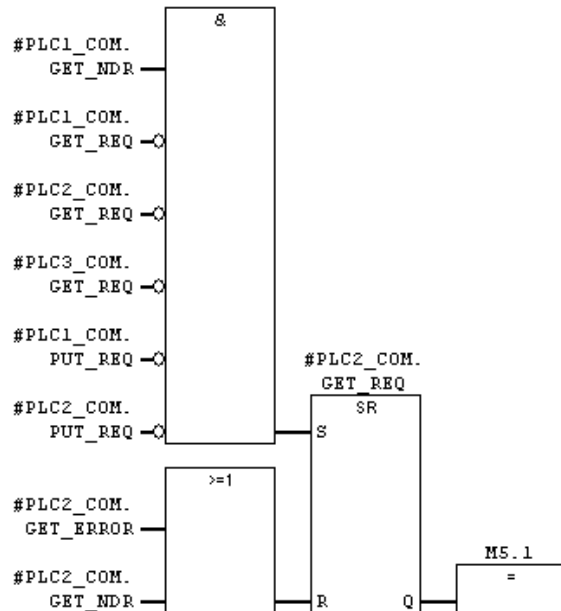 &
#PLC1_COM.
GET_NDR
#PLC1_COM.
GET_REQ
#PLC2_COM.
GET_REQ
#PLC3_COM.
GET_REQ
#PLC1_COM.
PUT_REQ
#PLC2_COM.
PUT_REQ
#PLC2_COM.
GET_REQ
SR
S
>=1
#PLC2_COM.
GET_ERROR
#PLC2_COM.
GET_NDR
R
Q
M5.1
=